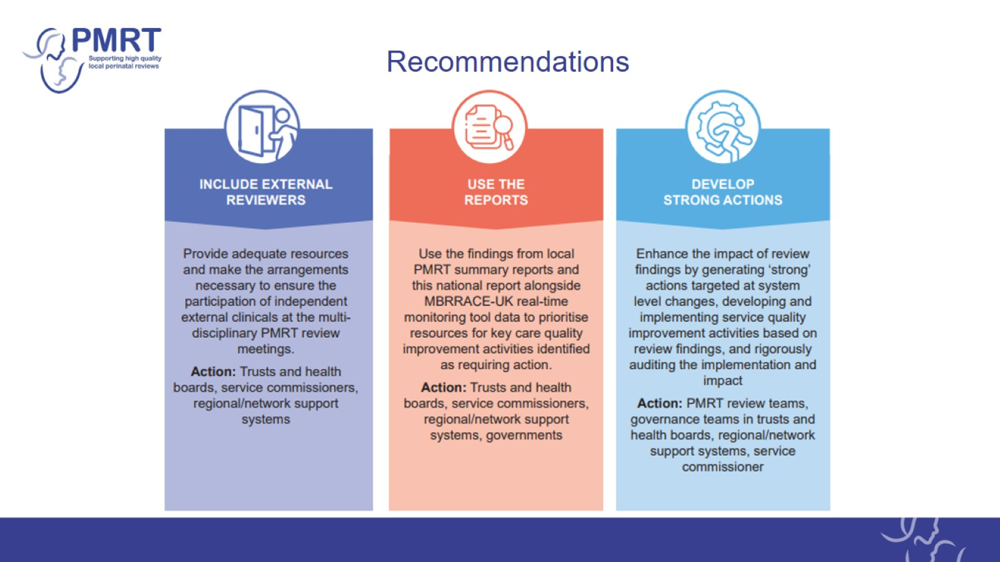 PMRT
Supporting high quality
local perinatal reviews
Recommendations
INCLUDE EXTERNAL
REVIEWERS
Provide adequate resources
and make the arrangements
necessary to ensure the
participation of independent
external clinicals at the multi-
disciplinary PMRT review
meetings.
Action: Trusts and health
boards, service commissioners,
regional/network support
systems
USE THE
REPORTS
Use the findings from local
PMRT summary reports and
this national report alongside
MBRRACE-UK real-time
monitoring tool data to prioritise
resources for key care quality
improvement activities identified
as requiring action.
Action: Trusts and health
boards, service commissioners,
regional/network support
systems, governments
DEVELOP
STRONG ACTIONS
Enhance the impact of review
findings by generating ‘strong’
actions targeted at system
level changes, developing and
implementing service quality
improvement activities based on
review findings, and rigorously
auditing the implementation and
impact
Action: PMRT review teams,
governance teams in trusts and
health boards, regional/network
support systems, service
commissioner